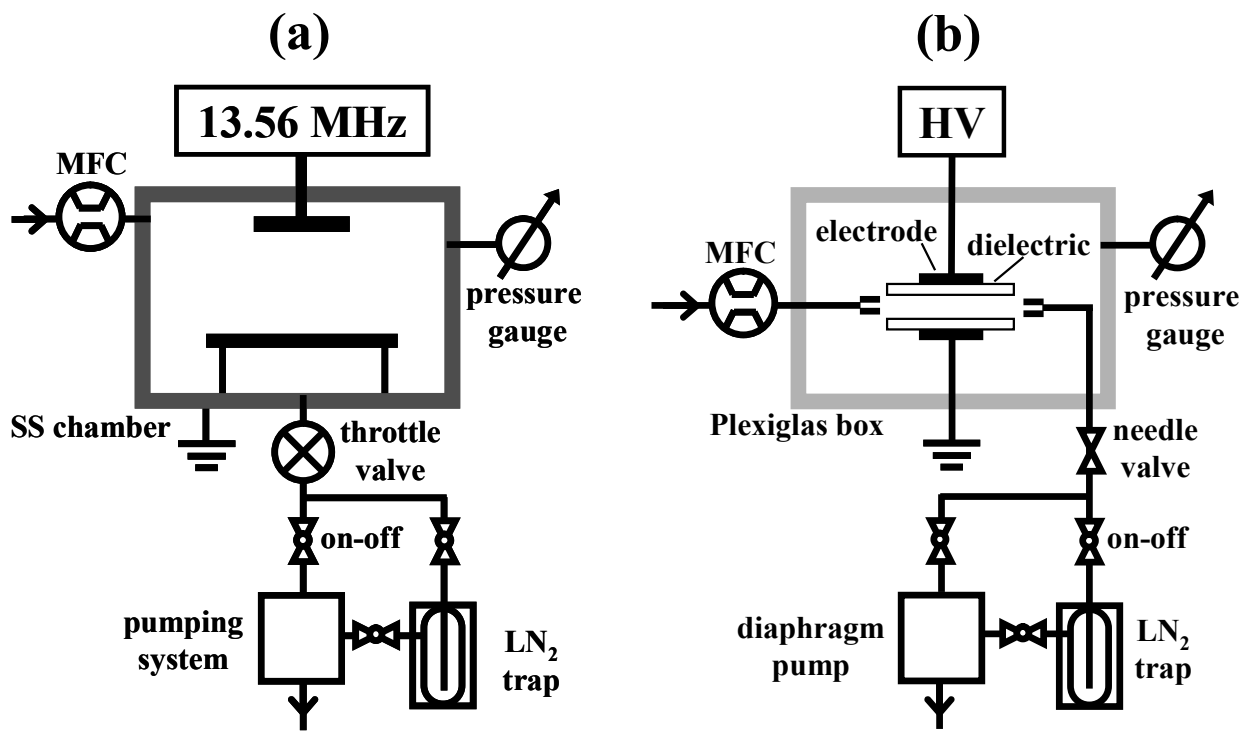 (a)
13.56 MHz
MFC
pressure
gauge
SS chamber
throttle
valve
on-off
pumping
system
LN2
trap
(b)
HV
electrode
dielectric
MFC
pressure
gauge
Plexiglas box
needle
valve
on-off
diaphragm
pump
LN2
trap